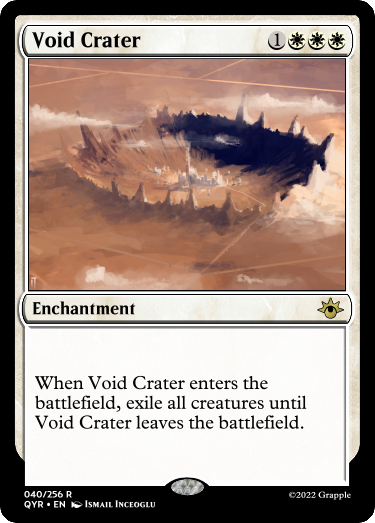 Void Crater 1
Enchantment
When Void Crater enters the
battlefield, exile all creatures until
Void Crater leaves the battlefield.
040/256 R
QYR • EN Ismail Inceoglu
©2022 Grapple